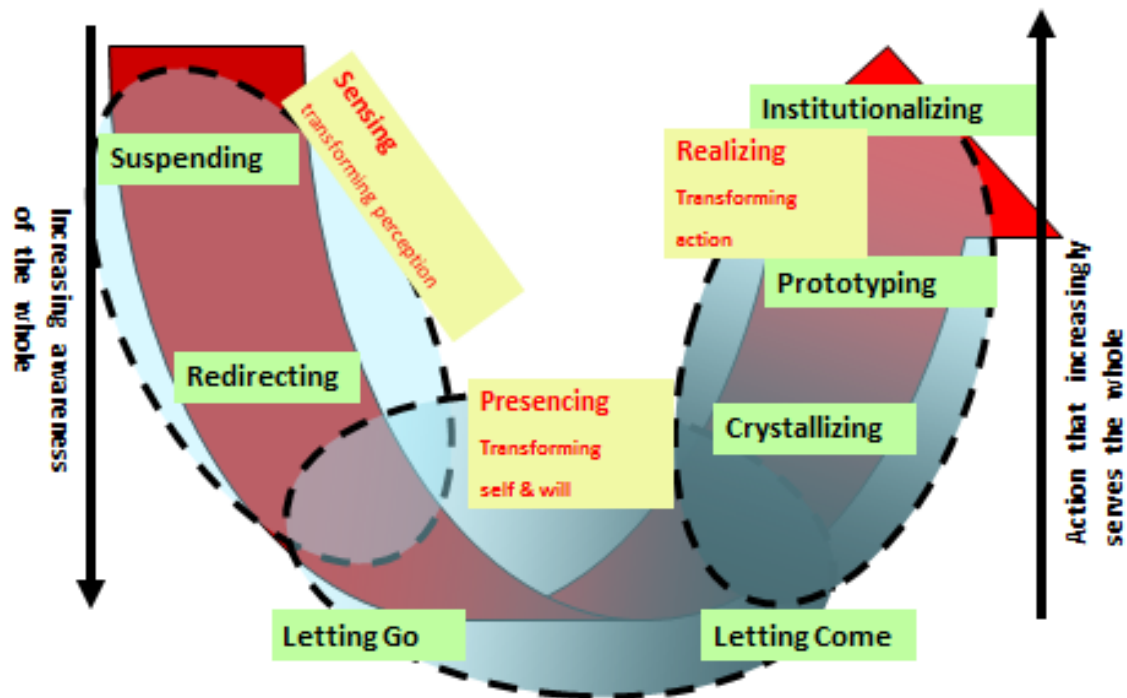 Sensing
transforming perception
Suspending
Redirecting
Letting Go
Increasing awareness
of the whole
Presencing
Transforming
self & will
Letting Come
Crystallizing
Prototyping
Realizing
Transforming
action
Institutionalizing
Action that increasingly
serves the whole